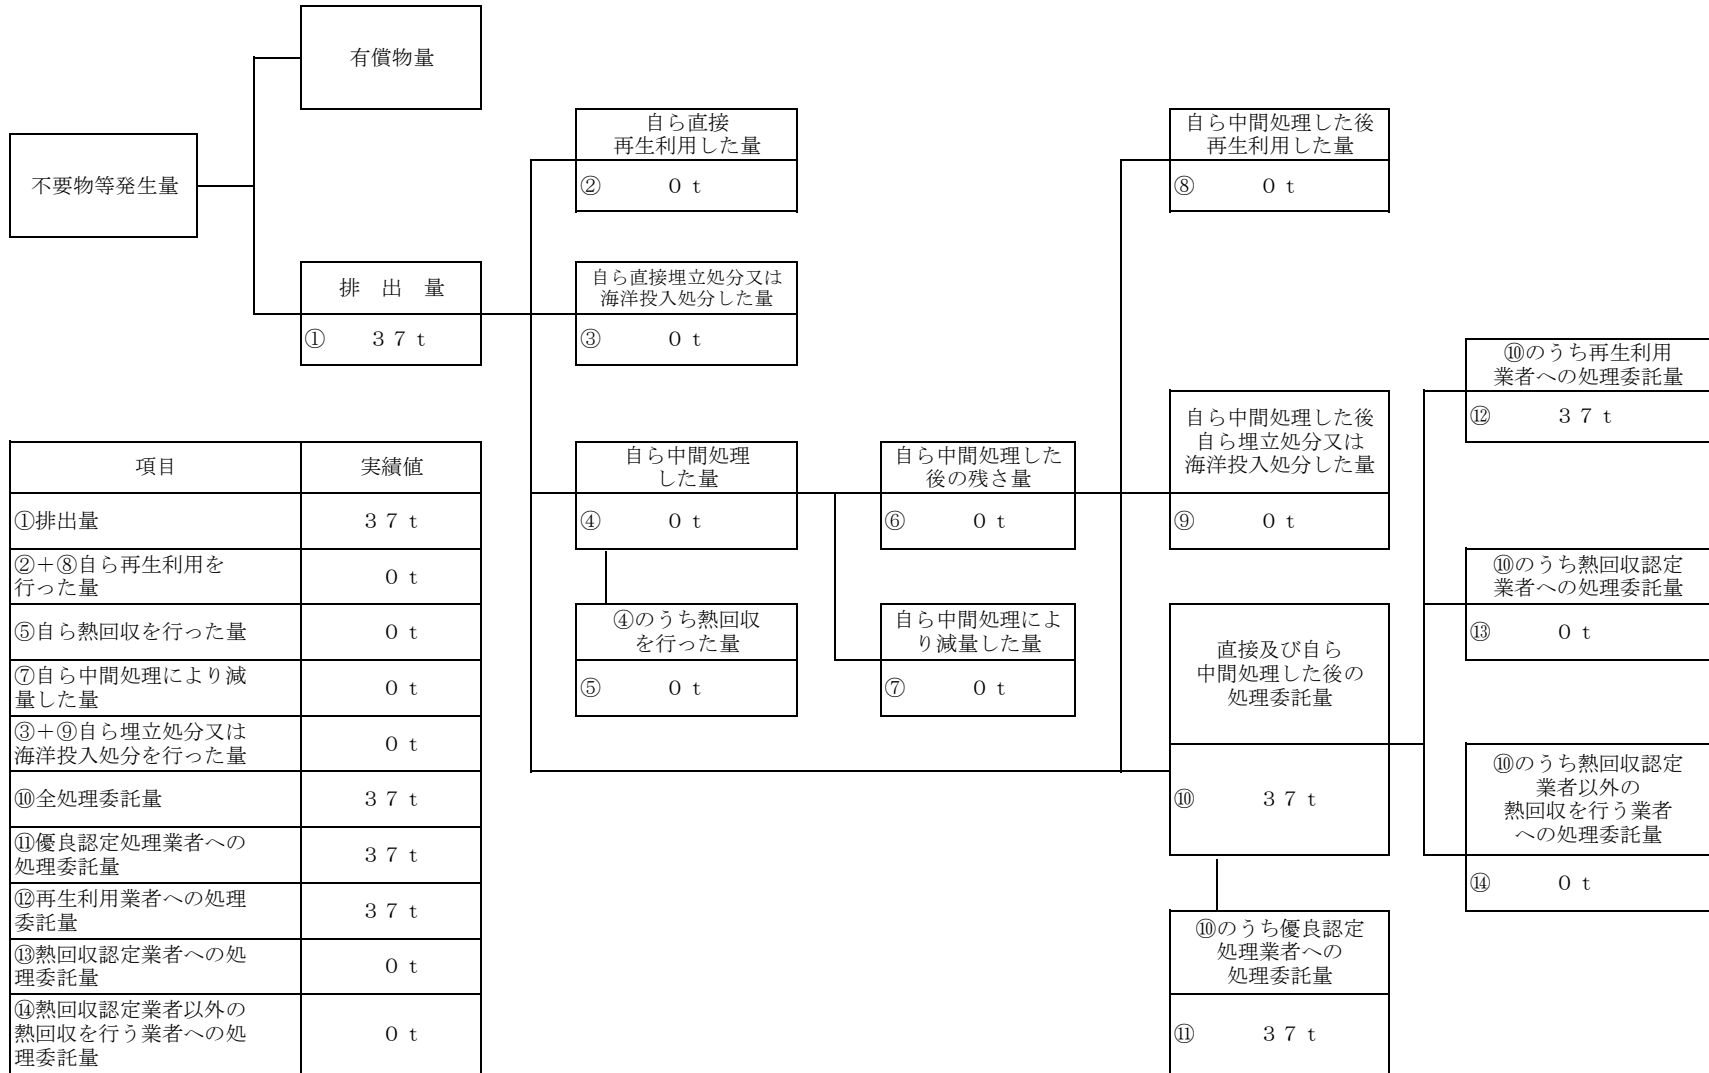 有償物量
不要物等発生量
排　出　量
①　３７ｔ
自ら直接
再生利用した量
②　０ｔ
自ら直接埋立処分又は
海洋投入処分した量
③　０ｔ
自ら中間処理
した量
④　０ｔ
④のうち熱回収
を行った量
⑤　０ｔ
自ら中間処理した
後の残さ量
⑥　０ｔ
自ら中間処理によ
り減量した量
⑦　０ｔ
自ら中間処理した後
再生利用した量
⑧　０ｔ
自ら中間処理した後
自ら埋立処分又は
海洋投入処分した量
⑨　０ｔ
直接及び自ら
中間処理した後の
処理委託量
⑩　３７ｔ
⑩のうち優良認定
処理業者への
処理委託量
⑪　３７ｔ
⑩のうち再生利用
業者への処理委託量
⑫　３７ｔ
⑩のうち熱回収認定
業者への処理委託量
⑬　０ｔ
⑩のうち熱回収認定
業者以外の
熱回収を行う業者
への処理委託量
⑭　０ｔ
項目　実績値
①排出量　３７ｔ
②＋⑧自ら再生利用を
行った量　０ｔ
⑤自ら熱回収を行った量　０ｔ
⑦自ら中間処理により減
量した量　０ｔ
③＋⑨自ら埋立処分又は
海洋投入処分を行った量　０ｔ
⑩全処理委託量　３７ｔ
⑪優良認定処理業者への
処理委託量　３７ｔ
⑫再生利用業者への処理
委託量　３７ｔ
⑬熱回収認定業者への処
理委託量　０ｔ
⑭熱回収認定業者以外の
熱回収を行う業者への処
理委託量　０ｔ